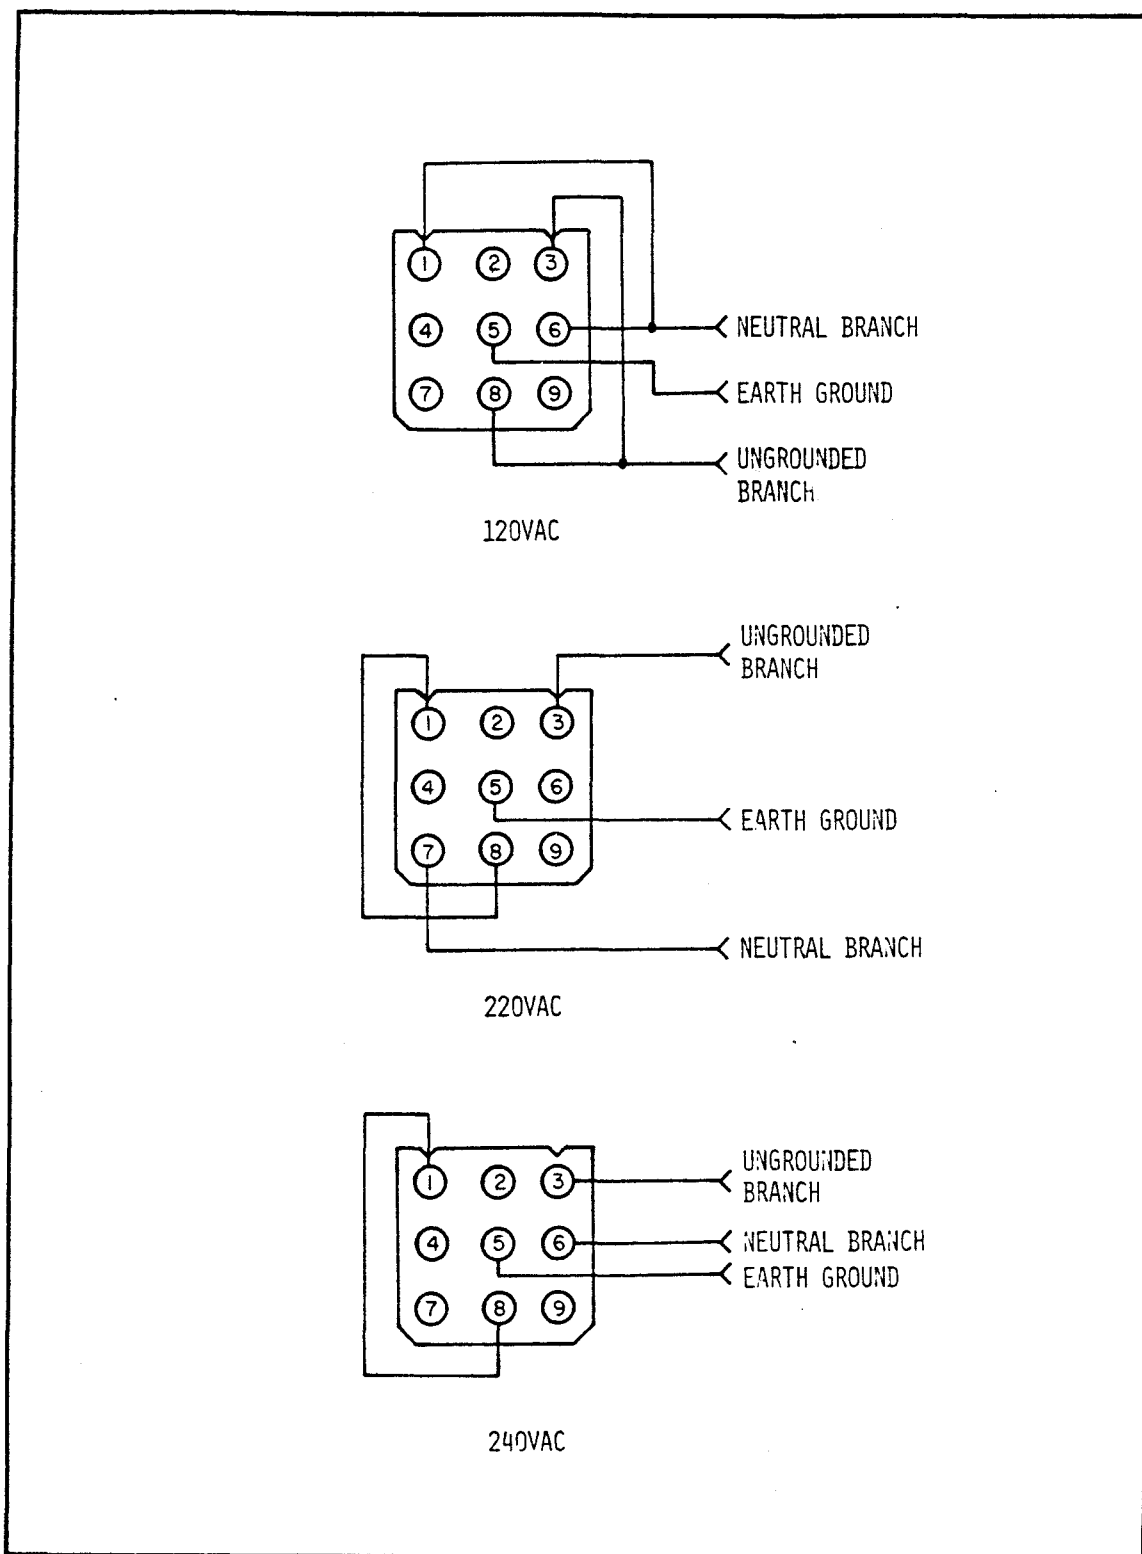 1 2 3
4 5 6
7 8 9
NEUTRAL BRANCH
EARTH GROUND
UNGROUNDED
BRANCH
120VAC
UNGROUNDED
BRANCH
1 2 3
4 5 6
7 8 9
EARTH GROUND
NEUTRAL BRANCH
220VAC
1 2 3
4 5 6
7 8 9
UNGROUNDED
BRANCH
NEUTRAL BRANCH
EARTH GROUND
240VAC